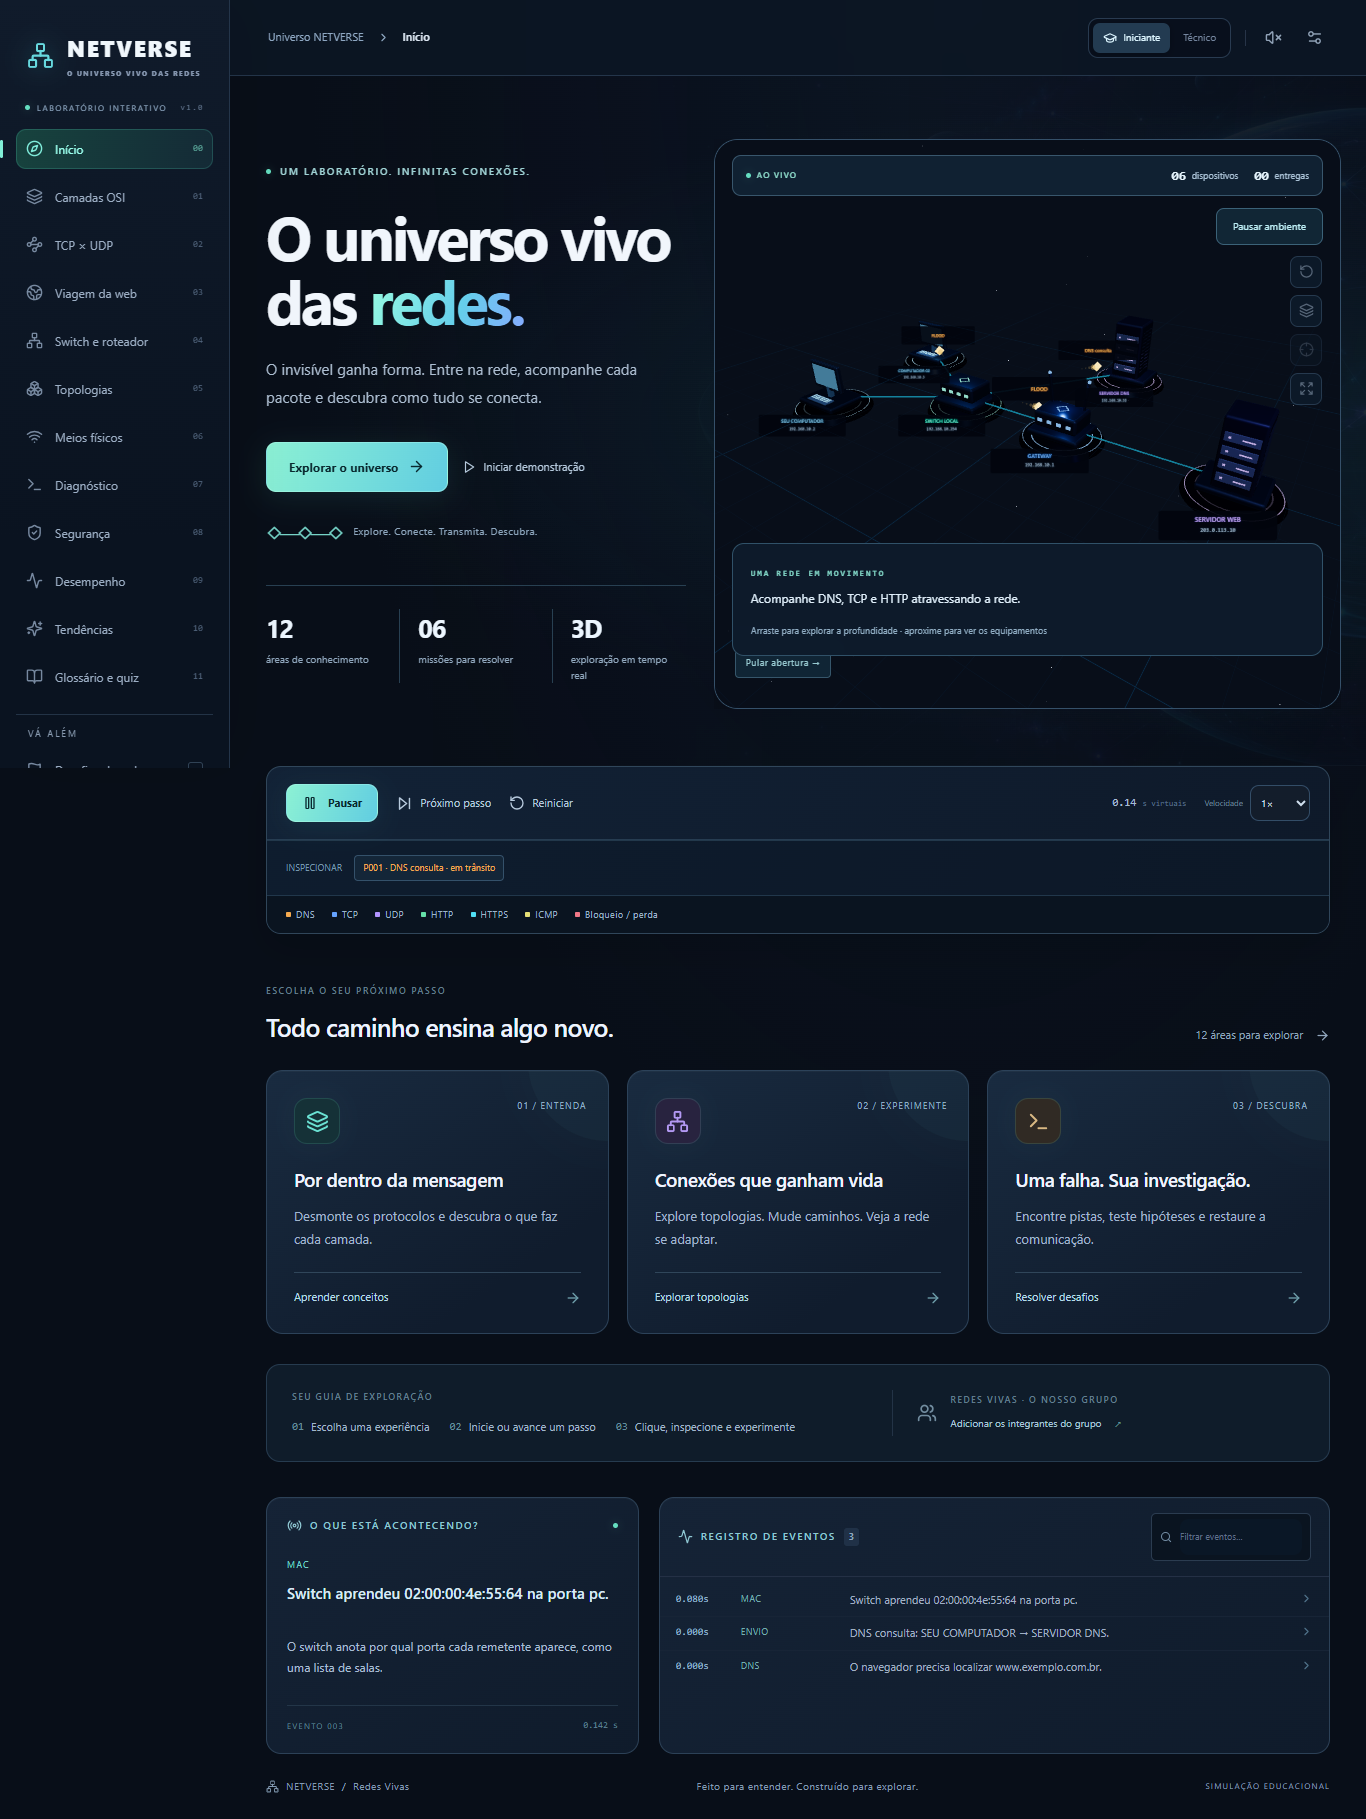 NETVERSE
O UNIVERSO VIVO DAS REDES
LABORATÓRIO INTERATIVO v1.0
Início 00
Camadas OSI 01
TCP × UDP 02
Viagem da web 03
Switch e roteador 04
Topologias 05
Meios físicos 06
Diagnóstico 07
Segurança 08
Desempenho 09
Tendências 10
Glossário e quiz 11
VÁ ALÉM
Universo NETVERSE > Início
Iniciante Técnico
UM LABORATÓRIO. INFINITAS CONEXÕES.
O universo vivo
das redes.
O invisível ganha forma. Entre na rede, acompanhe cada
pacote e descubra como tudo se conecta.
Explorar o universo →
Iniciar demonstração
Explore. Conecte. Transmita. Descubra.
12
áreas de conhecimento
06
missões para resolver
3D
exploração em tempo
real
AO VIVO
06 dispositivos 00 entregas
Pausar ambiente
FLOOD
DNS consulta
COMPUTADOR 02
SERVIDOR DNS
FLOOD
SEU COMPUTADOR
SWITCH LOCAL
GATEWAY
192.168.10.1
SERVIDOR WEB
203.0.113.10
UMA REDE EM MOVIMENTO
Acompanhe DNS, TCP e HTTP atravessando a rede.
Arraste para explorar a profundidade · aproxime para ver os equipamentos
Pular abertura →
Pausar
Próximo passo
Reiniciar
0.14 s virtuais
Velocidade 1×
INSPECIONAR P001 · DNS consulta · em trânsito
DNS TCP UDP HTTP HTTPS ICMP Bloqueio / perda
ESCOLHA O SEU PRÓXIMO PASSO
Todo caminho ensina algo novo.
12 áreas para explorar →
01 / ENTENDA
Por dentro da mensagem
Desmonte os protocolos e descubra o que faz
cada camada.
Aprender conceitos →
02 / EXPERIMENTE
Conexões que ganham vida
Explore topologias. Mude caminhos. Veja a rede
se adaptar.
Explorar topologias →
03 / DESCUBRA
Uma falha. Sua investigação.
Encontre pistas, teste hipóteses e restaure a
comunicação.
Resolver desafios →
SEU GUIA DE EXPLORAÇÃO
01 Escolha uma experiência 02 Inicie ou avance um passo 03 Clique, inspecione e experimente
REDES VIVAS · O NOSSO GRUPO
Adicionar os integrantes do grupo ↗
O QUE ESTÁ ACONTECENDO?
MAC
Switch aprendeu 02:00:00:4e:55:64 na porta pc.
O switch anota por qual porta cada remetente aparece, como
uma lista de salas.
EVENTO 003 0.142 s
REGISTRO DE EVENTOS 3
Filtrar eventos...
0.080s MAC Switch aprendeu 02:00:00:4e:55:64 na porta pc.
0.000s ENVIO DNS consulta: SEU COMPUTADOR → SERVIDOR DNS.
0.000s DNS O navegador precisa localizar www.exemplo.com.br.
NETVERSE / Redes Vivas
Feito para entender. Construído para explorar.
SIMULAÇÃO EDUCACIONAL